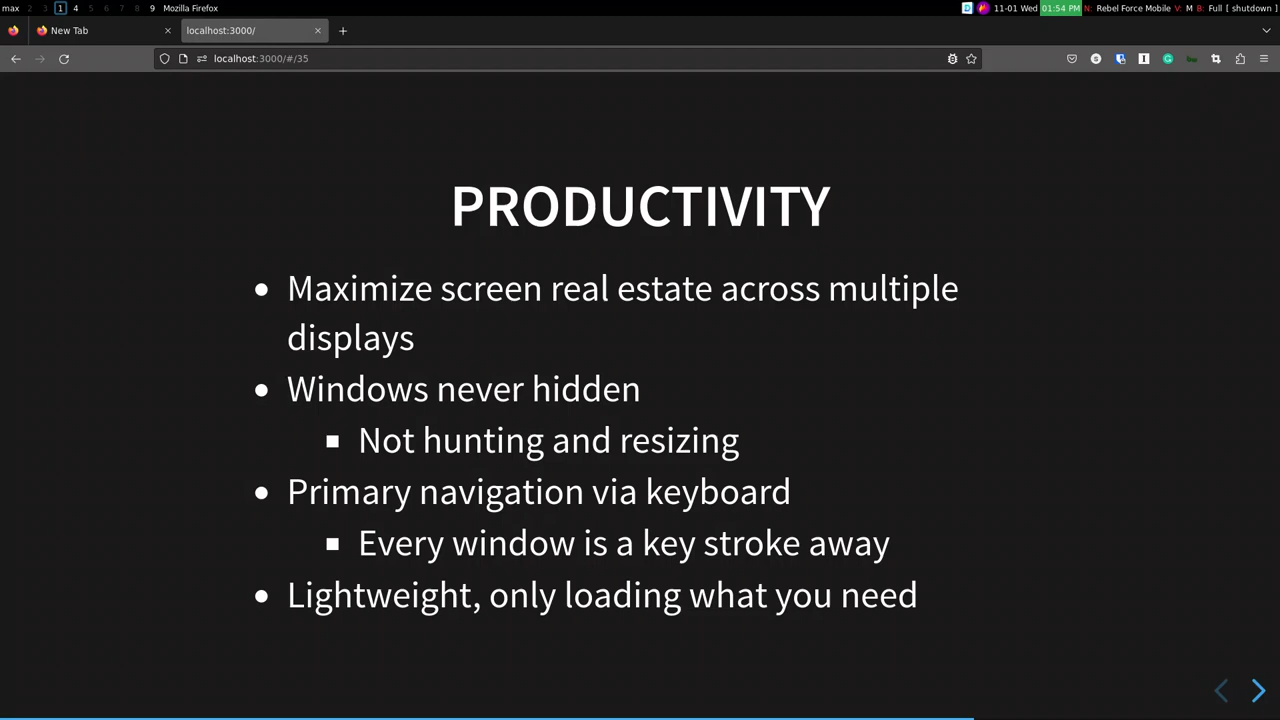 max 2 3 1 4 5 6 7 8 9 Mozilla Firefox
D 11-01 Wed 01:54 PM N: Rebel Force Mobile V: M B: Full [ shutdown ]
New Tab
localhost:3000/
localhost:3000/#/35
PRODUCTIVITY
• Maximize screen real estate across multiple
displays
• Windows never hidden
▪ Not hunting and resizing
• Primary navigation via keyboard
▪ Every window is a key stroke away
• Lightweight, only loading what you need